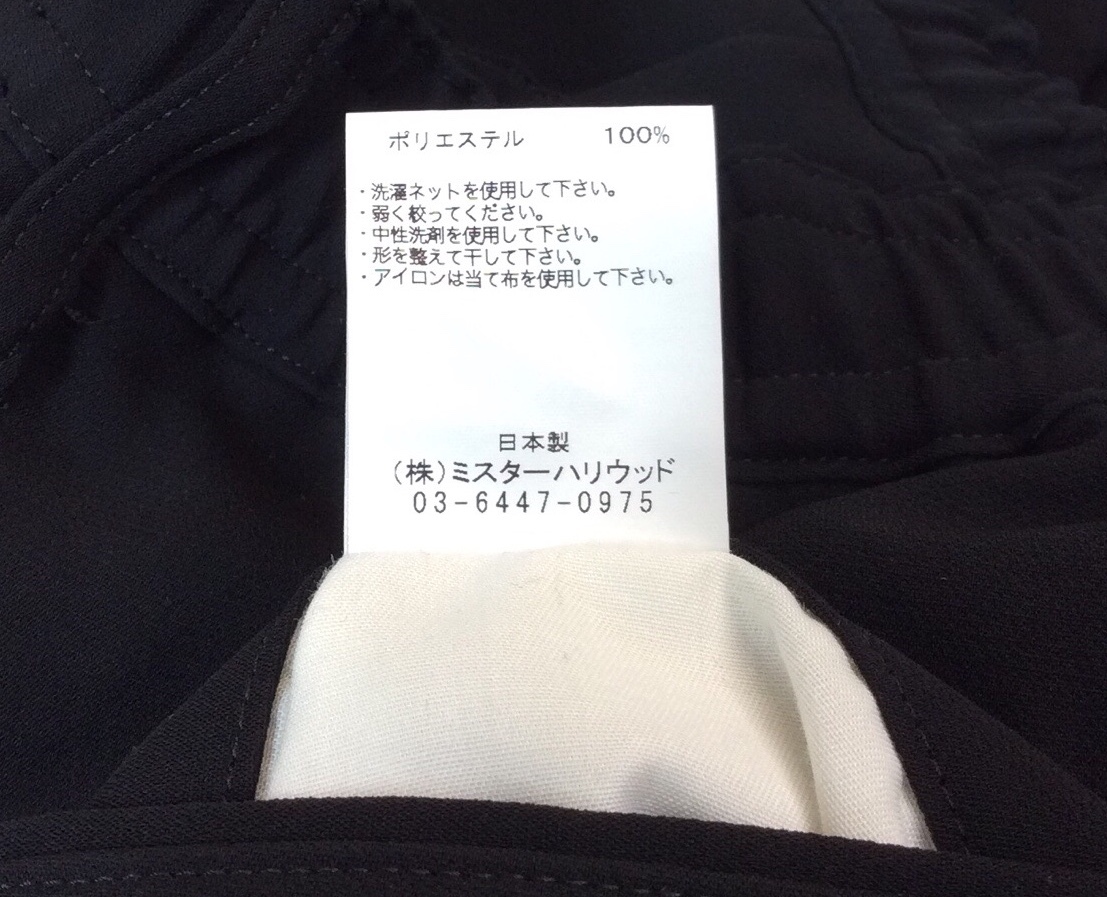 ポリエステル 100%
・洗濯ネットを使用して下さい。
・弱く絞ってください。
・中性洗剤を使用して下さい。
・形を整えて干して下さい。
・アイロンは当て布を使用して下さい。
日本製
(株)ミスターハリウッド
03-6447-0975